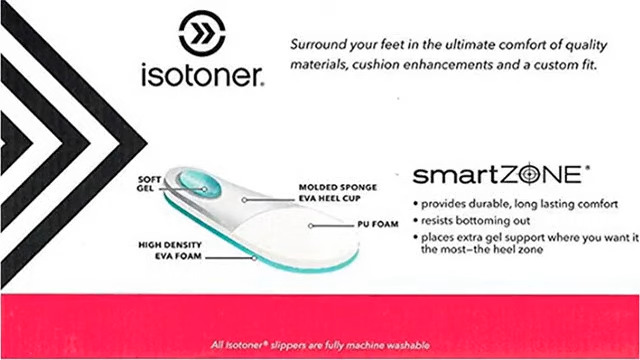 isotoner®
Surround your feet in the ultimate comfort of quality
materials, cushion enhancements and a custom fit.
SOFT
GEL
MOLDED SPONGE
EVA HEEL CUP
PU FOAM
HIGH DENSITY
EVA FOAM
smartZONE®
• provides durable, long lasting comfort
• resists bottoming out
• places extra gel support where you want it
the most—the heel zone
All Isotoner® slippers are fully machine washable